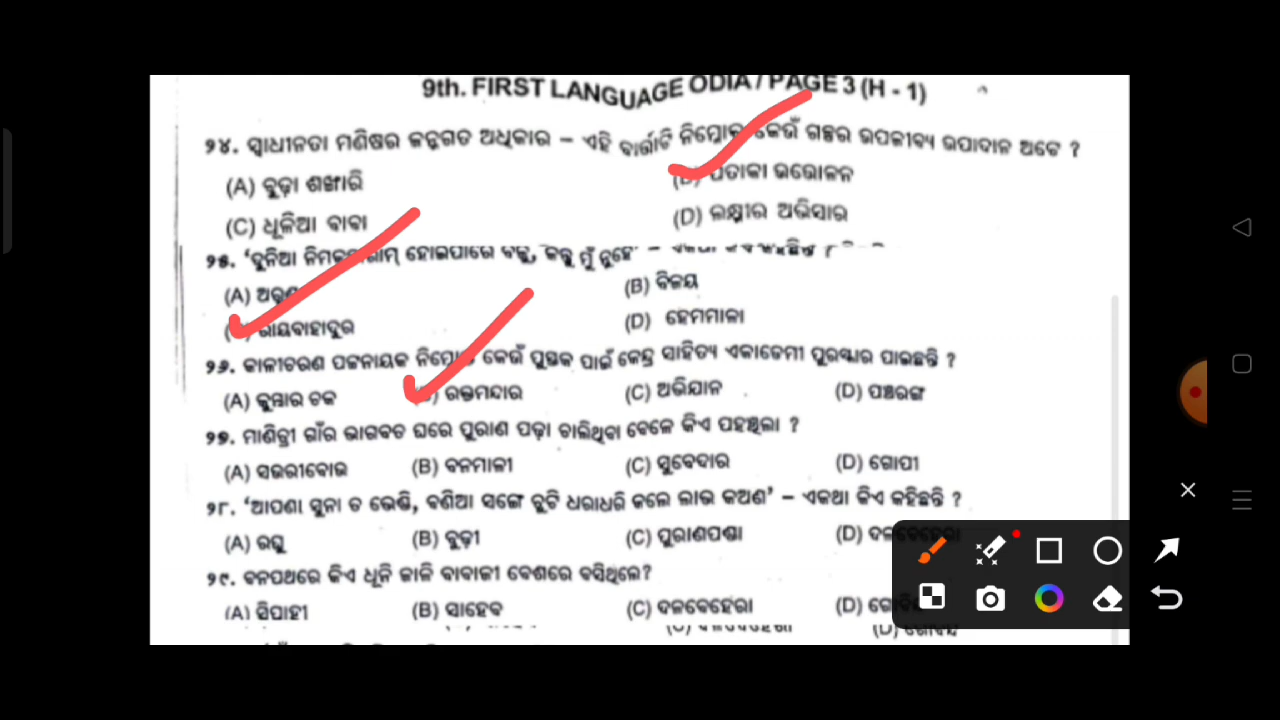 9th. FIRST LANGUAGE ODIA / PAGE 3 (H - 1)
୨୪. ସ୍ୱାଧୀନତା ମଣିଷର ଜନ୍ମଗତ ଅଧିକାର – ଏହି ବାର୍ତ୍ତାଟି ନିମ୍ନୋକ୍ତ କେଉଁ ଗଳ୍ପର ଉପଜୀବ୍ୟ ଉପାଦାନ ଅଟେ ?
(A) ବୁଢ଼ା ଶଙ୍ଖାରି
ପତାକା ଉତ୍ତୋଳନ
(C) ଧୂଳିଆ ବାବା
(D) ଲକ୍ଷ୍ମୀର ଅଭିସାର
୨୫. ‘ଦୁନିଆ ହୋଇପାରେ ବନ୍ଧୁ, କିନ୍ତୁ ମୁଁ ନୁହେଁ’ –
(A)
(B) ବିଜୟ
ରାୟବାହାଦୁର
(D) ହେମମାଳା
୨୬. କାଳୀଚରଣ ପଟ୍ଟନାୟକ ନିମ୍ନୋକ୍ତ କେଉଁ ପୁସ୍ତକ ପାଇଁ କେନ୍ଦ୍ର ସାହିତ୍ୟ ଏକାଡେମୀ ପୁରସ୍କାର ପାଇଛନ୍ତି ?
(A) କୁମ୍ଭାର ଚକ
ରକ୍ତମନ୍ଦାର
(C) ଅଭିଯାନ
(D) ପଞ୍ଚରଙ୍ଗ
୨୭. ମାଣିତ୍ରୀ ଗାଁର ଭାଗବତ ଘରେ ପୁରାଣ ପଢ଼ା ଚାଲିଥିବା ବେଳେ କିଏ ପହଞ୍ଚିଲା ?
(A) ସଭରୀବୋଉ
(B) ବନମାଳୀ
(C) ସୁବେଦାର
(D) ଗୋପୀ
୨୮. ‘ଆପଣା ସୁନା ତ ଭେଣ୍ଡି, ବଣିଆ ସଙ୍ଗେ ଚୁଟି ଧରାଧରି କଲେ ଲାଭ କଅଣ’ – ଏକଥା କିଏ କହିଛନ୍ତି ?
(A) ରଘୁ
(B) ବୁଢ଼ୀ
(C) ପୁରାଣପଣ୍ଡା
(D) ଦଳବେହେରା
୨୯. ବନପଥରେ କିଏ ଧୂନି ଜାଳି ବାବାଜୀ ବେଶରେ ବସିଥିଲେ?
(A) ସିପାହୀ
(B) ସାହେବ
(C) ଦଳବେହେରା
(D)